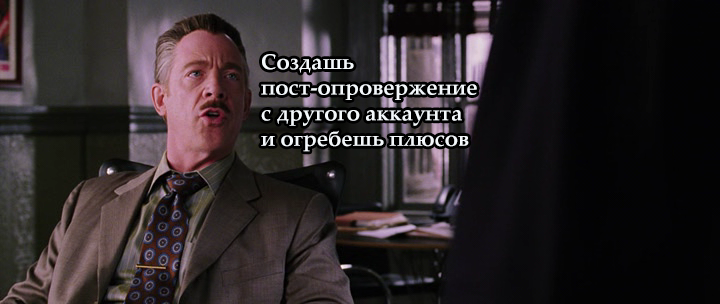 Создашь
пост-опровержение
с другого аккаунта
и огребешь плюсов